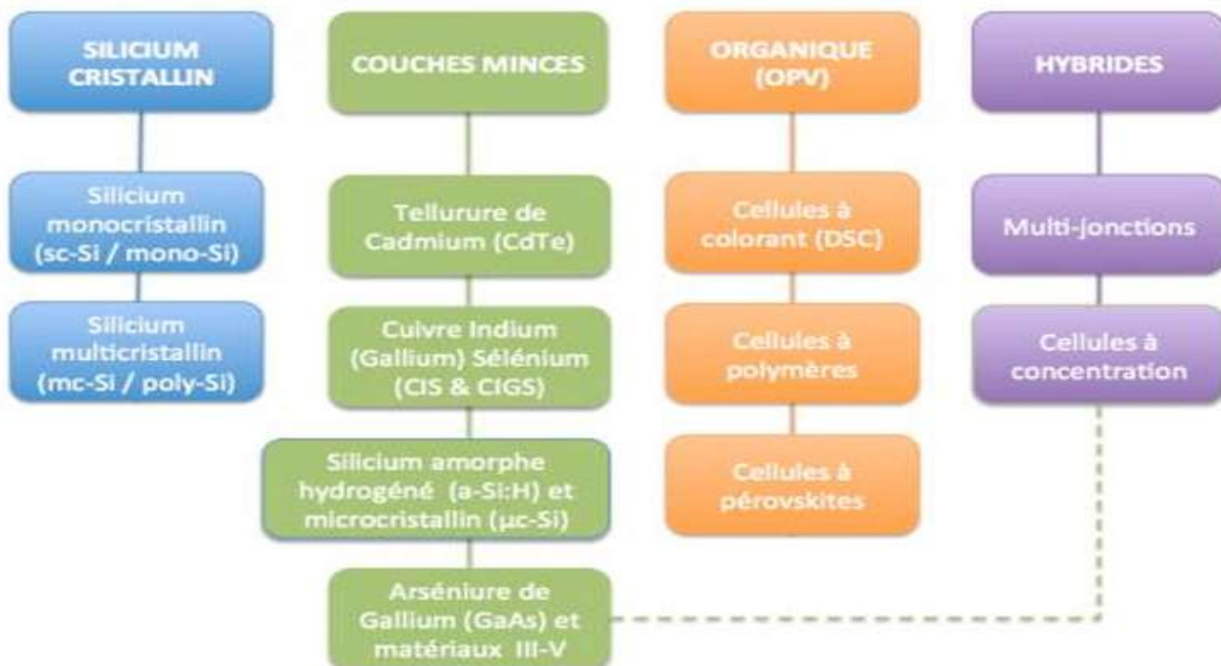 SILICIUM
CRISTALLIN
Silicium
monocristallin
(sc-Si / mono-Si)
Silicium
multicristallin
(mc-Si / poly-Si)
COUCHES MINCES
Tellurure de
Cadmium (CdTe)
Cuivre Indium
(Gallium) Sélénium
(CIS & CIGS)
Silicium amorphe
hydrogéné (a-Si:H) et
microcristallin (μc-Si)
Arséniure de
Gallium (GaAs) et
matériaux III-V
ORGANIQUE
(OPV)
Cellules à
colorant (DSC)
Cellules à
polymères
Cellules à
pérovskites
HYBRIDES
Multi-jonctions
Cellules à
concentration